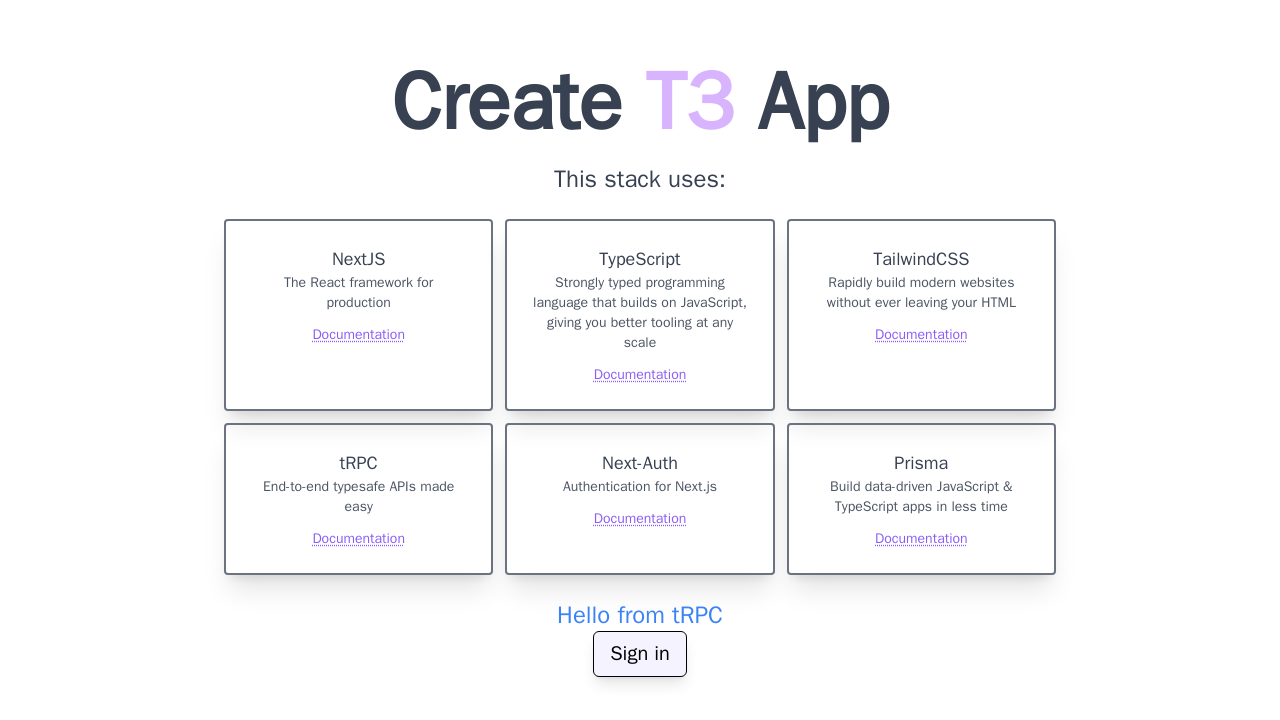 Create T3 App
This stack uses:
NextJS
The React framework for
production
Documentation
TypeScript
Strongly typed programming
language that builds on JavaScript,
giving you better tooling at any
scale
Documentation
TailwindCSS
Rapidly build modern websites
without ever leaving your HTML
Documentation
tRPC
End-to-end typesafe APIs made
easy
Documentation
Next-Auth
Authentication for Next.js
Documentation
Prisma
Build data-driven JavaScript &
TypeScript apps in less time
Documentation
Hello from tRPC
Sign in